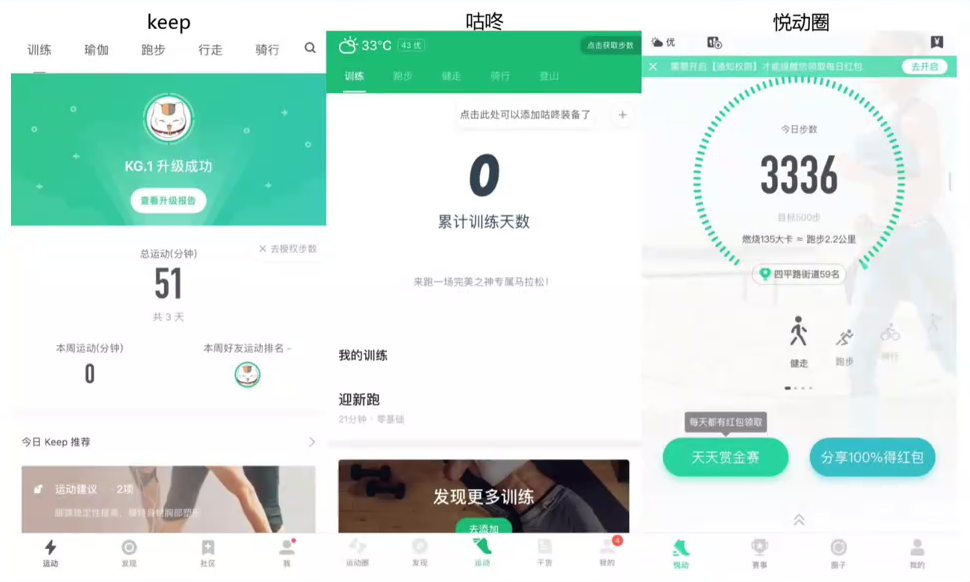 keep
训练 瑜伽 跑步 行走 骑行
KG.1 升级成功
查看升级报告
总运动(分钟)
× 去授权步数
51
共 3 天
本周运动(分钟) 本周好友运动排名 -
0
今日 Keep 推荐
运动建议 · 2项
运动 发现 社区 我
咕咚
33°C 43 优 点击获取步数
训练 跑步 健走 骑行 登山
点击此处可以添加咕咚装备了 +
0
累计训练天数
来跑一场完美之神专属马拉松!
我的训练
迎新跑
21分钟 · 零基础
发现更多训练
去添加
运动圈 发现 运动 干货 我的
4
悦动圈
优
× 需要开启【通知权限】才能提醒您领取每日红包 去开启
今日步数
3336
目标500步
燃烧135大卡 ≈ 跑步2.2公里
四平路街道59名
健走 跑步 骑行
每天都有红包领取
天天赏金赛 分享100%得红包
悦动 赛事 圈子 我的